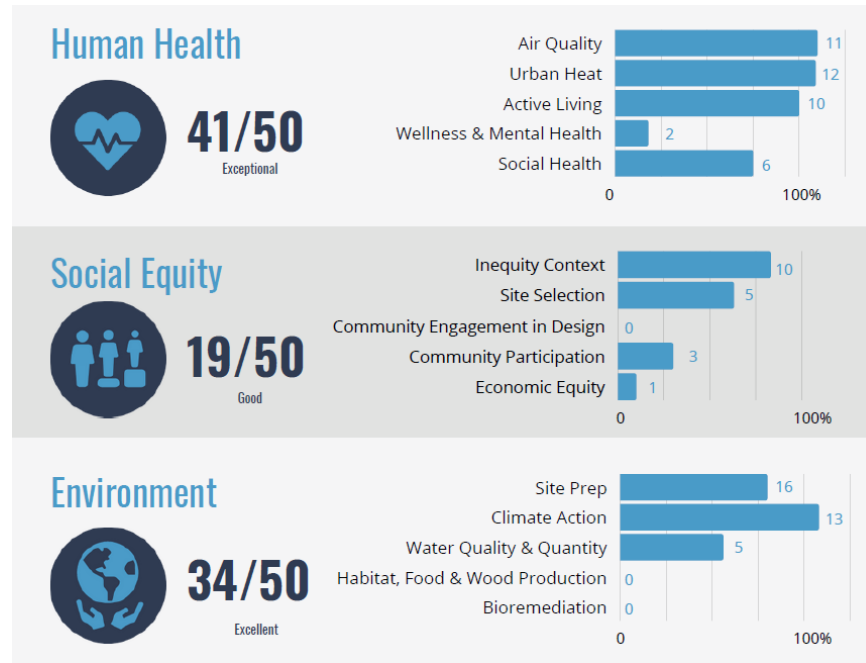 Human Health
41/50
Exceptional
Air Quality 11
Urban Heat 12
Active Living 10
Wellness & Mental Health 2
Social Health 6
0 100%
Social Equity
19/50
Good
Inequity Context 10
Site Selection 5
Community Engagement in Design 0
Community Participation 3
Economic Equity 1
0 100%
Environment
34/50
Excellent
Site Prep 16
Climate Action 13
Water Quality & Quantity 5
Habitat, Food & Wood Production 0
Bioremediation 0
0 100%